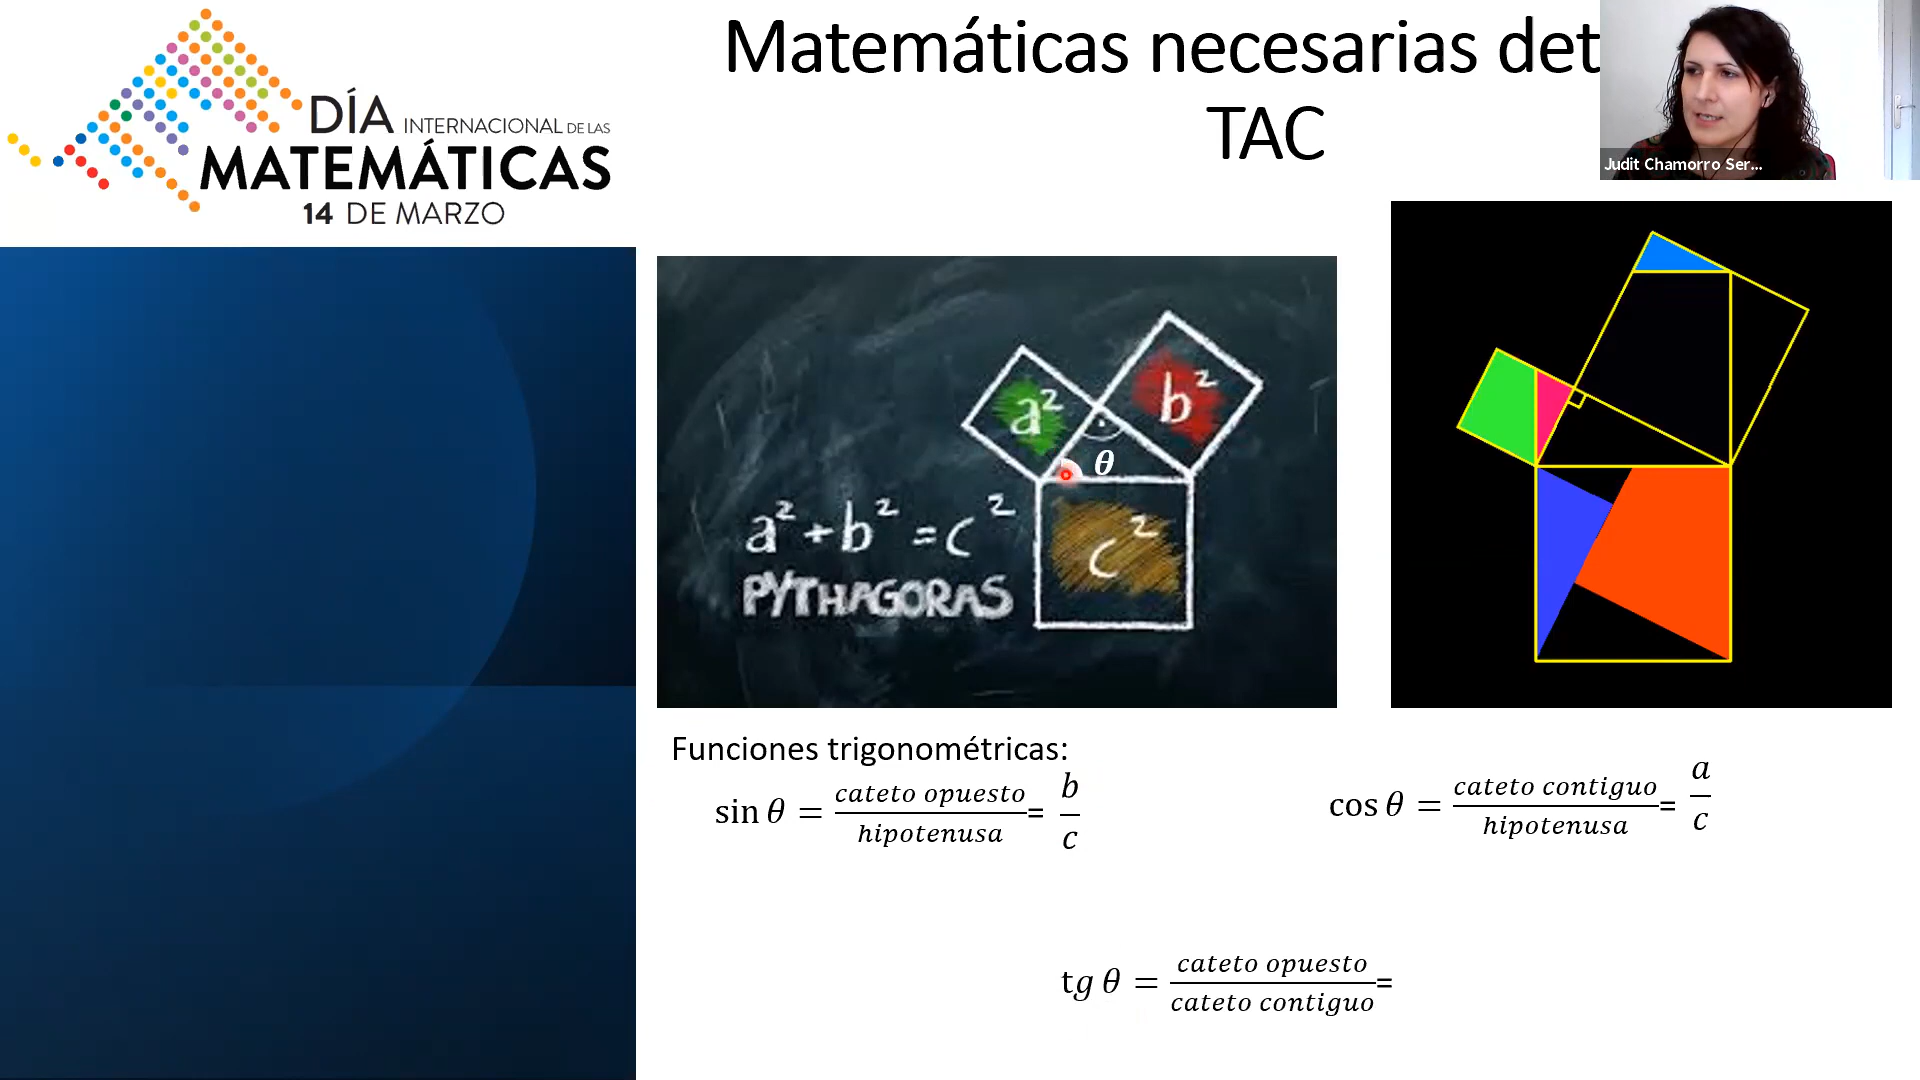 Matemáticas necesarias det
TAC
DÍA INTERNACIONAL DE LAS
MATEMÁTICAS
14 DE MARZO
Judit Chamorro Ser...
a²
b²
θ
c²
a² + b² = c²
PYTHAGORAS
Funciones trigonométricas:
sin θ = cateto opuesto / hipotenusa = b / c
cos θ = cateto contiguo / hipotenusa = a / c
tg θ = cateto opuesto / cateto contiguo =